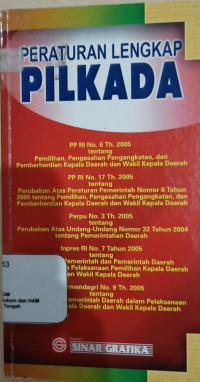 PERATURAN LENGKAP
PILKADA
PP RI No. 6 Th. 2005
tentang
Pemilihan, Pengesahan Pengangkatan, dan
Pemberhentian Kepala Daerah dan Wakil Kepala Daerah
PP RI No. 17 Th. 2005
tentang
Perubahan Atas Peraturan Pemerintah Nomor 6 Tahun
2005 tentang Pemilihan, Pengesahan Pengangkatan, dan
Pemberhentian Kepala Daerah dan Wakil Kepala Daerah
Perpu No. 3 Th. 2005
tentang
Perubahan Atas Undang-Undang Nomor 32 Tahun 2004
tentang Pemerintahan Daerah
Inpres RI No. 7 Tahun 2005
Pemerintah dan Pemerintah Daerah
Pelaksanaan Pemilihan Kepala Daerah
dan Wakil Kepala Daerah
No. 9 Th. 2005
Pemerintah Daerah dalam Pelaksanaan
Daerah dan Wakil Kepala Daerah
53
dan HAM
Tengah
SINAR GRAFIKA